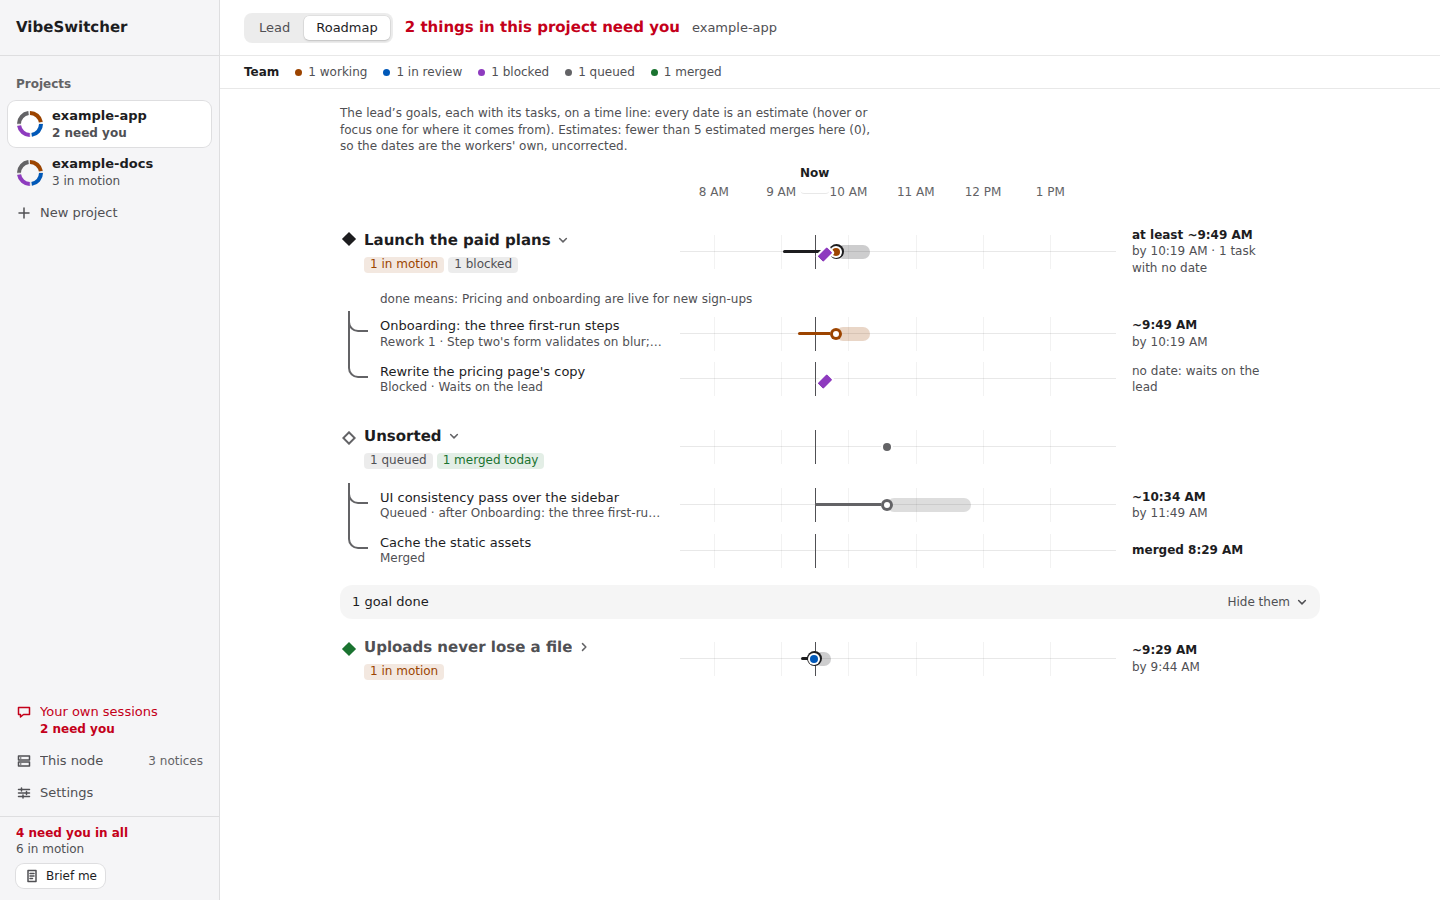 VibeSwitcher
Projects
example-app
2 need you
example-docs
3 in motion
New project
Your own sessions
2 need you
This node
3 notices
Settings
4 need you in all
6 in motion
Brief me
Lead
Roadmap
2 things in this project need you
example-app
Team
1 working
1 in review
1 blocked
1 queued
1 merged
The lead’s goals, each with its tasks, on a time line: every date is an estimate (hover or
focus one for where it comes from). Estimates: fewer than 5 estimated merges here (0),
so the dates are the workers' own, uncorrected.
Now
8 AM
9 AM
10 AM
11 AM
12 PM
1 PM
Launch the paid plans
1 in motion
1 blocked
at least ~9:49 AM
by 10:19 AM · 1 task
with no date
done means: Pricing and onboarding are live for new sign-ups
Onboarding: the three first-run steps
Rework 1 · Step two's form validates on blur;…
~9:49 AM
by 10:19 AM
Rewrite the pricing page's copy
Blocked · Waits on the lead
no date: waits on the
lead
Unsorted
1 queued
1 merged today
UI consistency pass over the sidebar
Queued · after Onboarding: the three first-ru…
~10:34 AM
by 11:49 AM
Cache the static assets
Merged
merged 8:29 AM
1 goal done
Hide them
Uploads never lose a file
1 in motion
~9:29 AM
by 9:44 AM